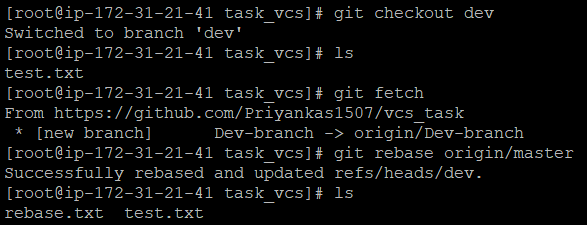 [root@ip-172-31-21-41 task_vcs]# git checkout dev
Switched to branch 'dev'
[root@ip-172-31-21-41 task_vcs]# ls
test.txt
[root@ip-172-31-21-41 task_vcs]# git fetch
From https://github.com/Priyankas1507/vcs_task
 * [new branch]      Dev-branch -> origin/Dev-branch
[root@ip-172-31-21-41 task_vcs]# git rebase origin/master
Successfully rebased and updated refs/heads/dev.
[root@ip-172-31-21-41 task_vcs]# ls
rebase.txt  test.txt